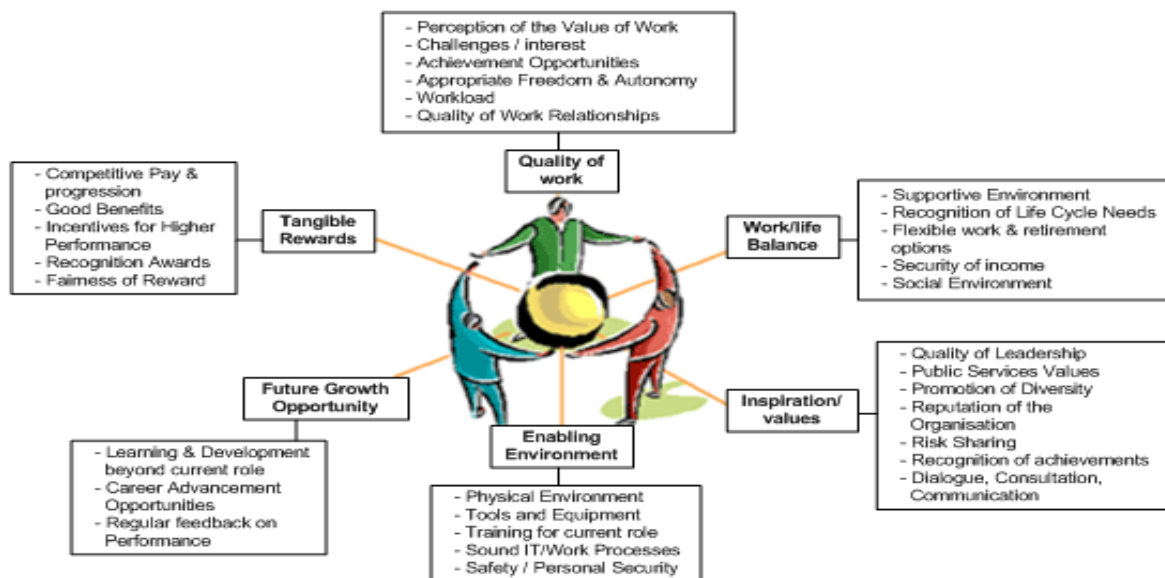 - Perception of the Value of Work
- Challenges / interest
- Achievement Opportunities
- Appropriate Freedom & Autonomy
- Workload
- Quality of Work Relationships
Quality of
work
- Competitive Pay &
progression
- Good Benefits
- Incentives for Higher
Performance
- Recognition Awards
- Fairness of Reward
Tangible
Rewards
Work/life
Balance
- Supportive Environment
- Recognition of Life Cycle Needs
- Flexible work & retirement
options
- Security of income
- Social Environment
Future Growth
Opportunity
- Learning & Development
beyond current role
- Career Advancement
Opportunities
- Regular feedback on
Performance
Enabling
Environment
- Physical Environment
- Tools and Equipment
- Training for current role
- Sound IT/Work Processes
- Safety / Personal Security
Inspiration/
values
- Quality of Leadership
- Public Services Values
- Promotion of Diversity
- Reputation of the
Organisation
- Risk Sharing
- Recognition of achievements
- Dialogue, Consultation,
Communication